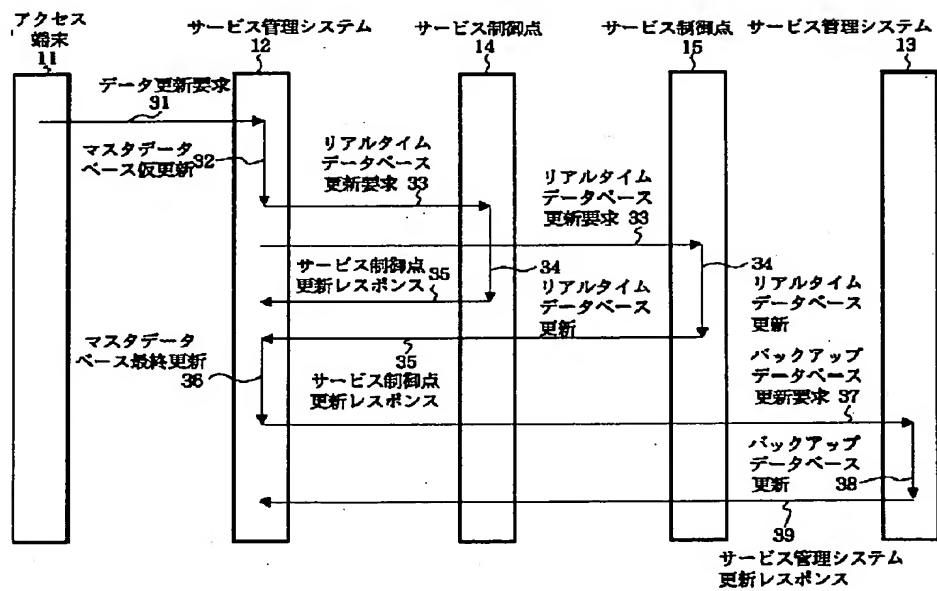 アクセス
端末
11
サービス管理システム
12
サービス制御点
14
サービス制御点
15
サービス管理システム
13
データ更新要求
31
マスタデータ
ベース仮更新
32
リアルタイム
データベース
更新要求 33
リアルタイム
データベース
更新要求 33
サービス制御点
更新レスポンス
35
34
リアルタイム
データベース
更新
34
リアルタイム
データベース
更新
マスタデータ
ベース最終更新
36
35
サービス制御点
更新レスポンス
バックアップ
データベース
更新要求 37
バックアップ
データベース
更新 38
39
サービス管理システム
更新レスポンス